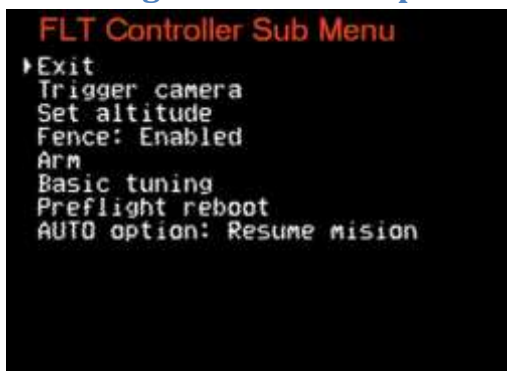 FLT Controller Sub Menu
Exit
Trigger camera
Set altitude
Fence: Enabled
Arm
Basic tuning
Preflight reboot
AUTO option: Resume mision